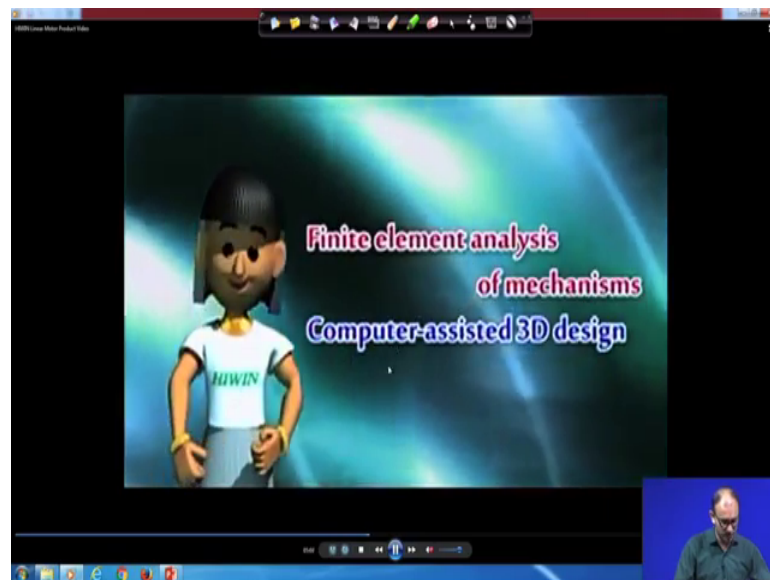 HIWIN Linear Motor Product Video
Finite element analysis
of mechanisms
Computer-assisted 3D design
HIWIN